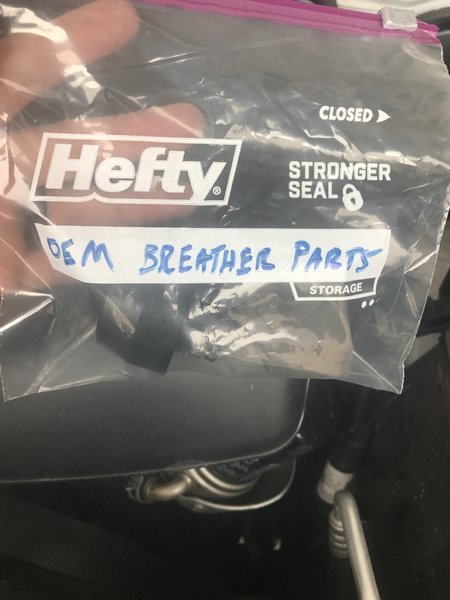 CLOSED
Hefty®
STRONGER
SEAL
OEM BREATHER PARTS
STORAGE